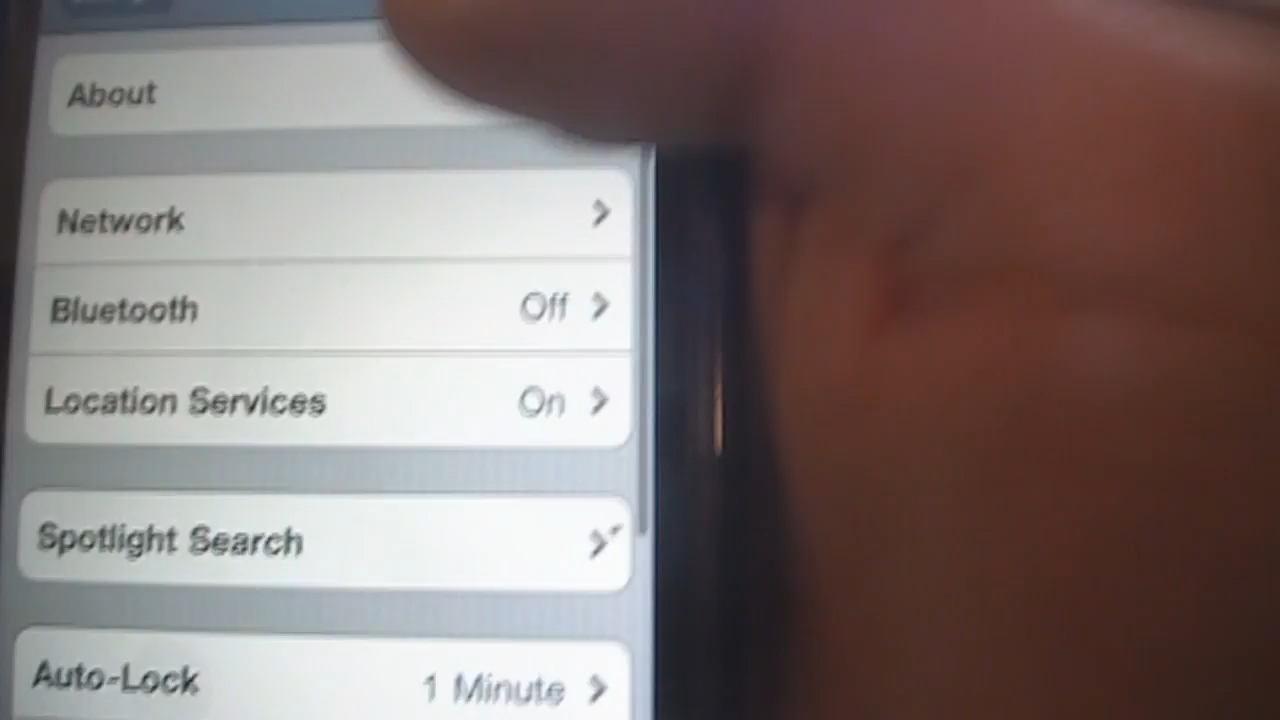 About
Network
Bluetooth Off
Location Services On
Spotlight Search
Auto-Lock 1 Minute